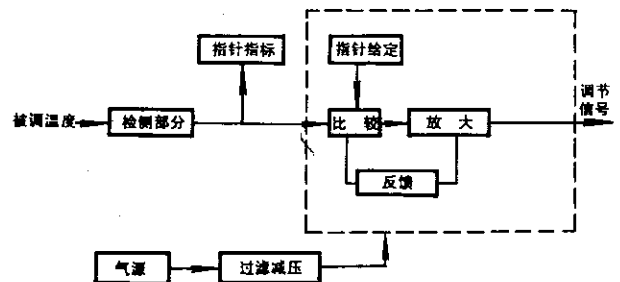 指针指标
指针给定
调节
信号
被调温度
检测部分
比较
放大
反馈
气源
过滤减压